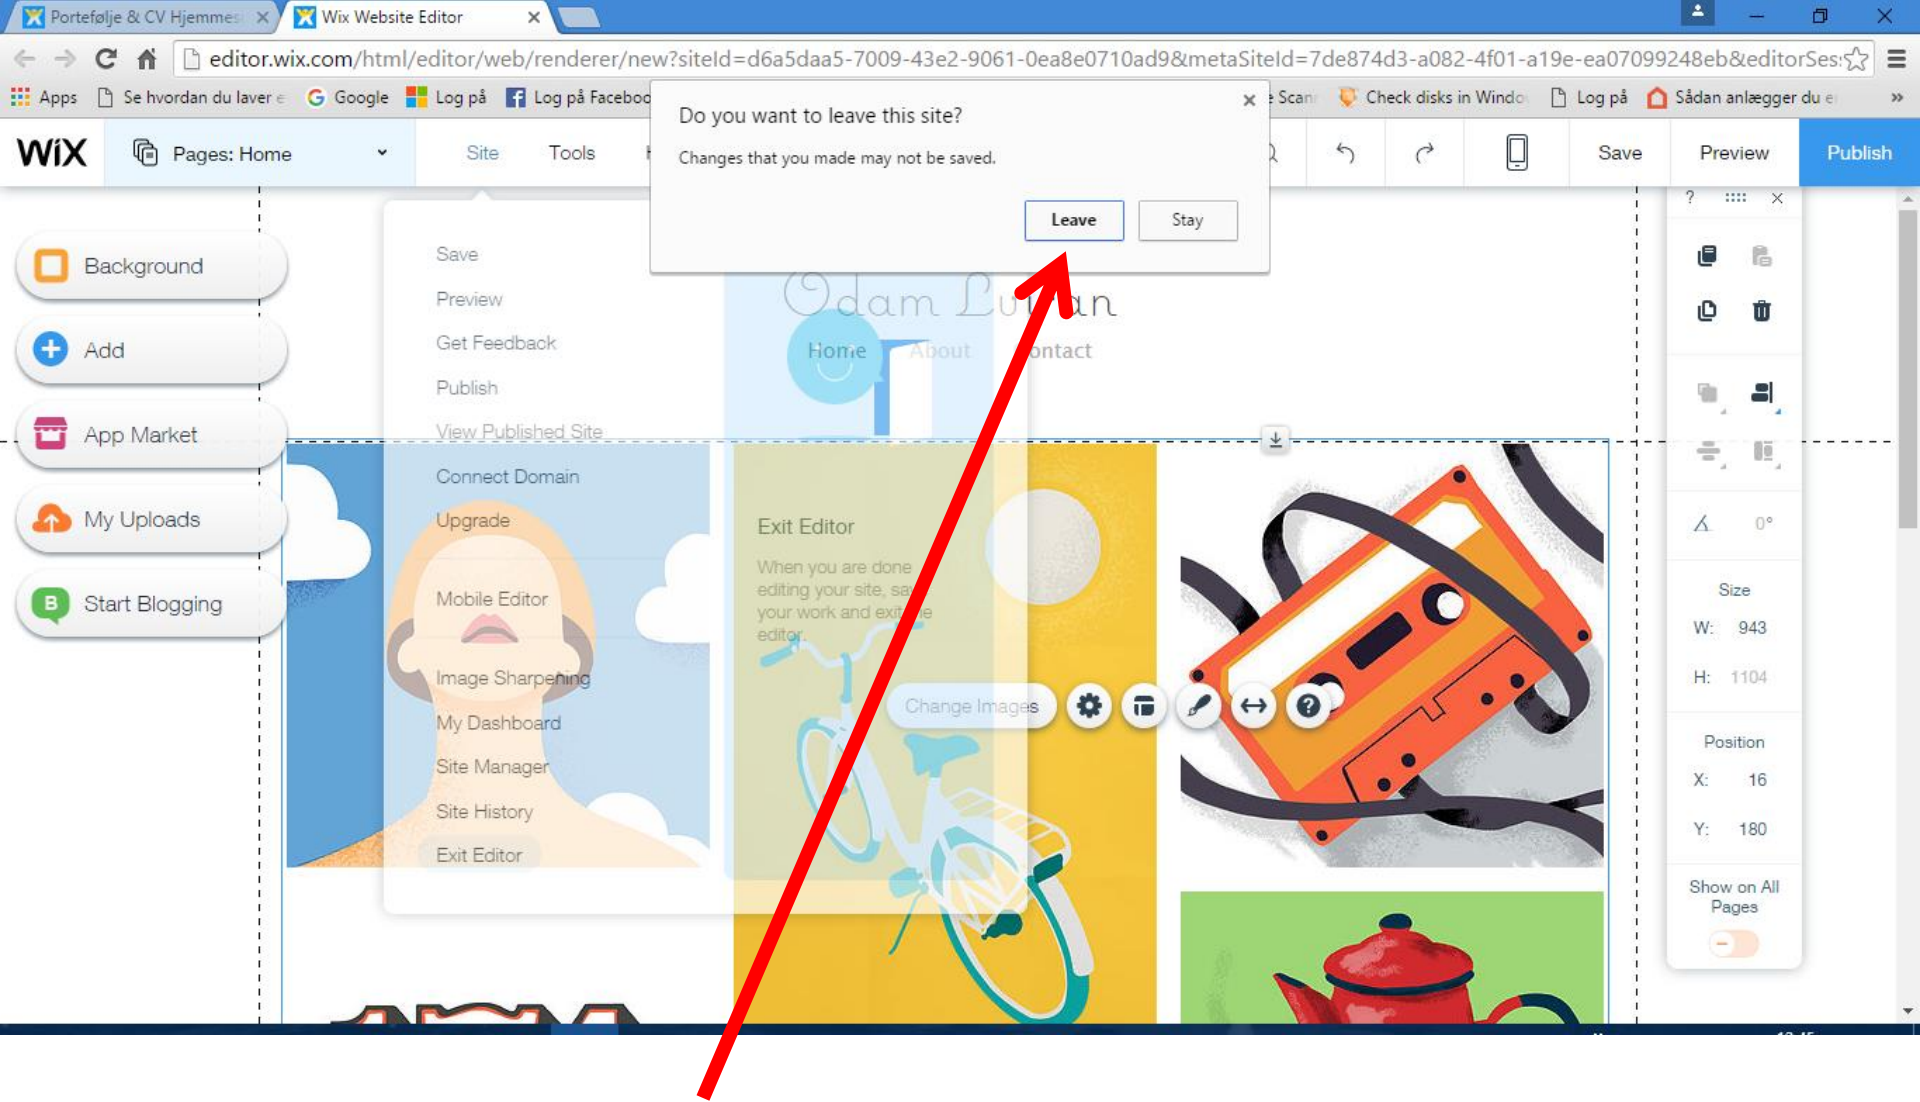 Portefølje & CV Hjemmes
Wix Website Editor
editor.wix.com/html/editor/web/renderer/new?siteId=d6a5daa5-7009-43e2-9061-0ea8e0710ad9&metaSiteId=7de874d3-a082-4f01-a19e-ea07099248eb&editorSes
Apps
Se hvordan du laver e
Google
Log på
Log på Faceboo
Scan
Check disks in Windo
Log på
Sådan anlægger du e
»
Do you want to leave this site?
Changes that you made may not be saved.
Leave
Stay
WiX
Pages: Home
Site
Tools
Save
Preview
Publish
Background
Add
App Market
My Uploads
Start Blogging
Save
Preview
Get Feedback
Publish
View Published Site
Connect Domain
Upgrade
Mobile Editor
Image Sharpening
My Dashboard
Site Manager
Site History
Exit Editor
Odam
Home
About
Contact
Exit Editor
When you are done
editing your site, save
your work and exit the
editor.
Change Images
?
?
0°
Size
W: 943
H: 1104
Position
X: 16
Y: 180
Show on All
Pages